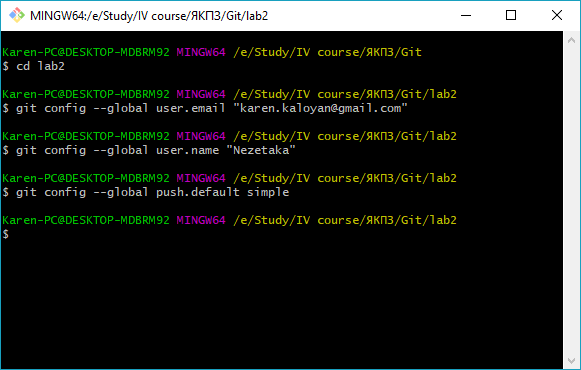 MINGW64:/e/Study/IV course/ЯКПЗ/Git/lab2
Karen-PC@DESKTOP-MDBRM92 MINGW64 /e/Study/IV course/ЯКПЗ/Git
$ cd lab2
Karen-PC@DESKTOP-MDBRM92 MINGW64 /e/Study/IV course/ЯКПЗ/Git/lab2
$ git config --global user.email "karen.kaloyan@gmail.com"
Karen-PC@DESKTOP-MDBRM92 MINGW64 /e/Study/IV course/ЯКПЗ/Git/lab2
$ git config --global user.name "Nezetaka"
Karen-PC@DESKTOP-MDBRM92 MINGW64 /e/Study/IV course/ЯКПЗ/Git/lab2
$ git config --global push.default simple
Karen-PC@DESKTOP-MDBRM92 MINGW64 /e/Study/IV course/ЯКПЗ/Git/lab2
$